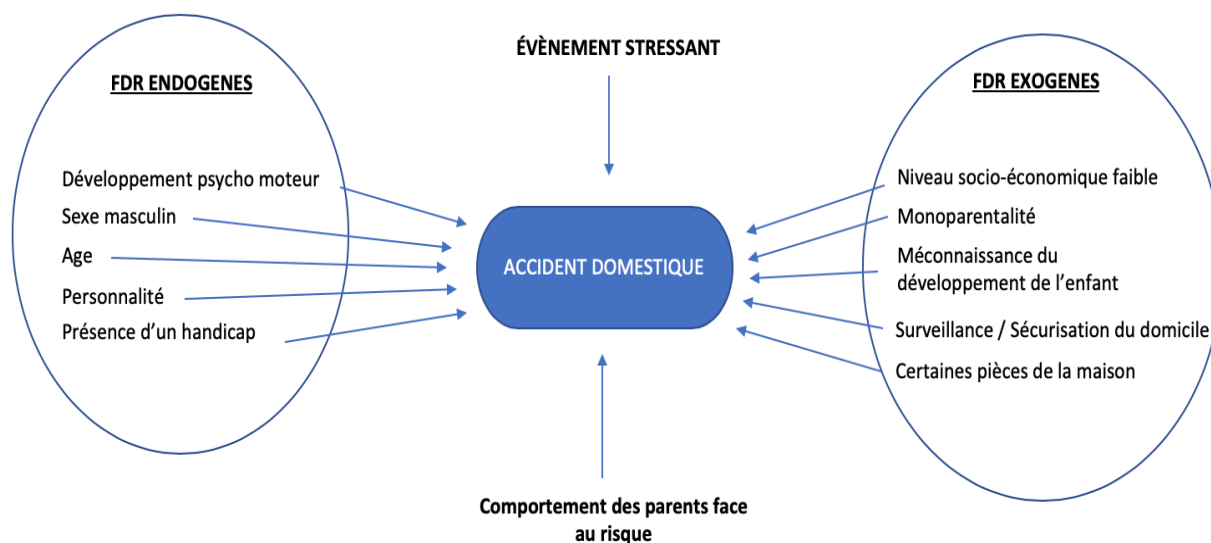 ÉVÈNEMENT STRESSANT
FDR ENDOGENES
Développement psycho moteur
Sexe masculin
Age
Personnalité
Présence d’un handicap
ACCIDENT DOMESTIQUE
FDR EXOGENES
Niveau socio-économique faible
Monoparentalité
Méconnaissance du
développement de l’enfant
Surveillance / Sécurisation du domicile
Certaines pièces de la maison
Comportement des parents face
au risque